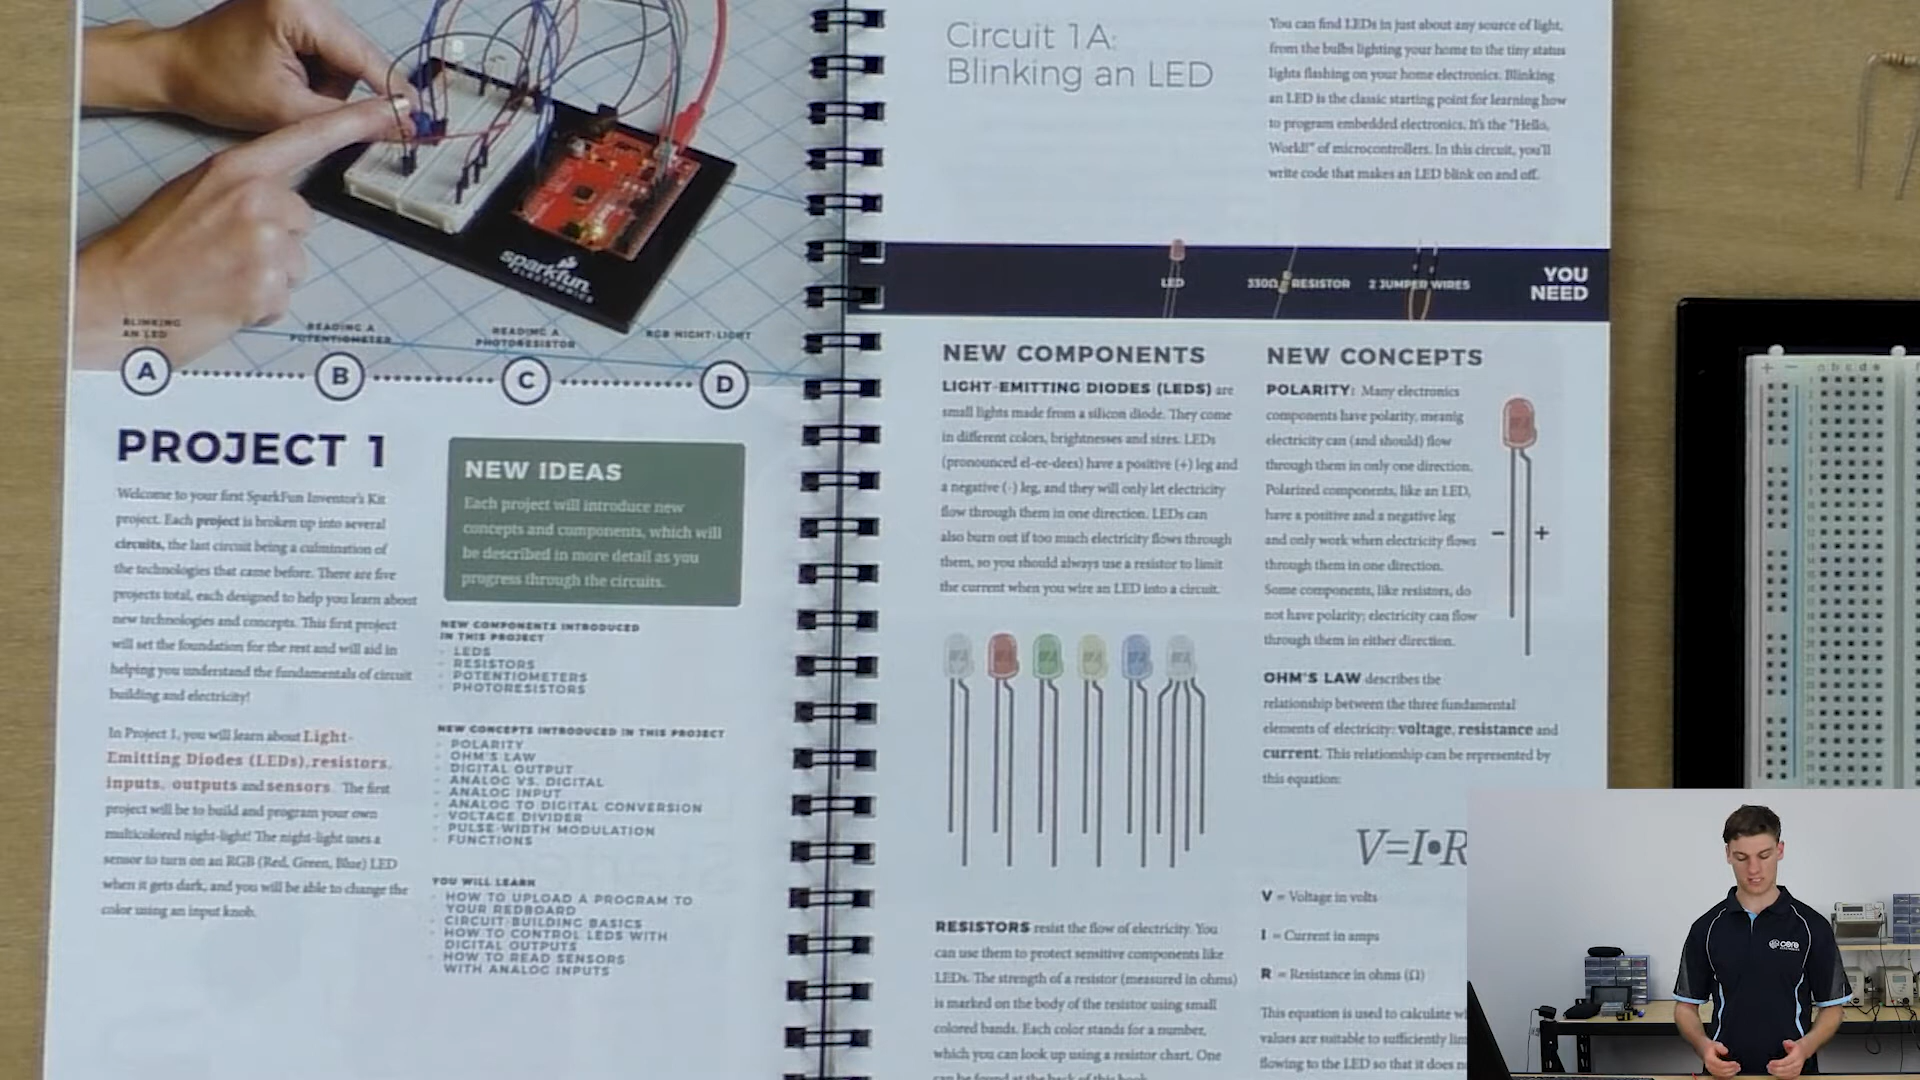 sparkfun
ELECTRONICS
BLINKING
AN LED
READING A
POTENTIOMETER
READING A
PHOTORESISTOR
RGB NIGHT-LIGHT
A
B
C
D
PROJECT 1
Welcome to your first SparkFun Inventor's Kit
project. Each project is broken up into several
circuits, the last circuit being a culmination of
the technologies that came before. There are five
projects total, each designed to help you learn about
new technologies and concepts. This first project
will set the foundation for the rest and will aid in
helping you understand the fundamentals of circuit
building and electricity!
In Project 1, you will learn about Light-
Emitting Diodes (LEDs), resistors,
inputs, outputs and sensors. The first
project will be to build and program your own
multicolored night-light! The night-light uses a
sensor to turn on an RGB (Red, Green, Blue) LED
when it gets dark, and you will be able to change the
color using an input knob.
NEW IDEAS
Each project will introduce new
concepts and components, which will
be described in more detail as you
progress through the circuits.
NEW COMPONENTS INTRODUCED
IN THIS PROJECT
· LEDS
· RESISTORS
· POTENTIOMETERS
· PHOTORESISTORS
NEW CONCEPTS INTRODUCED IN THIS PROJECT
· POLARITY
· OHM'S LAW
· DIGITAL OUTPUT
· ANALOG VS. DIGITAL
· ANALOG INPUT
· ANALOG TO DIGITAL CONVERSION
· VOLTAGE DIVIDER
· PULSE-WIDTH MODULATION
· FUNCTIONS
YOU WILL LEARN
· HOW TO UPLOAD A PROGRAM TO
YOUR REDBOARD
· CIRCUIT-BUILDING BASICS
· HOW TO CONTROL LEDS WITH
DIGITAL OUTPUTS
· HOW TO READ SENSORS
WITH ANALOG INPUTS
Circuit 1A:
Blinking an LED
You can find LEDs in just about any source of light,
from the bulbs lighting your home to the tiny status
lights flashing on your home electronics. Blinking
an LED is the classic starting point for learning how
to program embedded electronics. It's the "Hello,
World!" of microcontrollers. In this circuit, you'll
write code that makes an LED blink on and off.
LED
330Ω RESISTOR
2 JUMPER WIRES
YOU
NEED
NEW COMPONENTS
LIGHT-EMITTING DIODES (LEDS) are
small lights made from a silicon diode. They come
in different colors, brightnesses and sizes. LEDs
(pronounced el-ee-dees) have a positive (+) leg and
a negative (-) leg, and they will only let electricity
flow through them in one direction. LEDs can
also burn out if too much electricity flows through
them, so you should always use a resistor to limit
the current when you wire an LED into a circuit.
RESISTORS resist the flow of electricity. You
can use them to protect sensitive components like
LEDs. The strength of a resistor (measured in ohms)
is marked on the body of the resistor using small
colored bands. Each color stands for a number,
which you can look up using a resistor chart. One
can be found at the back of this book.
NEW CONCEPTS
POLARITY: Many electronics
components have polarity, meanig
electricity can (and should) flow
through them in only one direction.
Polarized components, like an LED,
have a positive and a negative leg
and only work when electricity flows
through them in one direction.
Some components, like resistors, do
not have polarity; electricity can flow
through them in either direction.
- +
OHM'S LAW describes the
relationship between the three fundamental
elements of electricity: voltage, resistance and
current. This relationship can be represented by
this equation:
V=I•R
V = Voltage in volts
I = Current in amps
R = Resistance in ohms (Ω)
This equation is used to calculate
values are suitable to sufficiently
flowing to the LED so that it does
+ − a b c d e
core